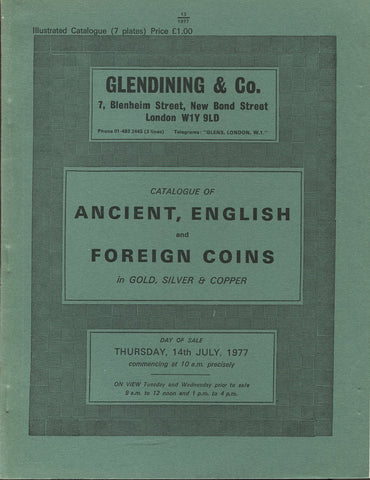 13
1977
Illustrated Catalogue (7 plates) Price £1.00
GLENDINING & Co.
7, Blenheim Street, New Bond Street
London W1Y 9LD
Phone 01-493 2445 (3 lines) Telegrams: "GLENS, LONDON, W.1."
CATALOGUE OF
ANCIENT, ENGLISH
and
FOREIGN COINS
in GOLD, SILVER & COPPER
DAY OF SALE
THURSDAY, 14th JULY, 1977
commencing at 10 a.m. precisely
ON VIEW Tuesday and Wednesday prior to sale
9 a.m. to 12 noon and 1 p.m. to 4 p.m.